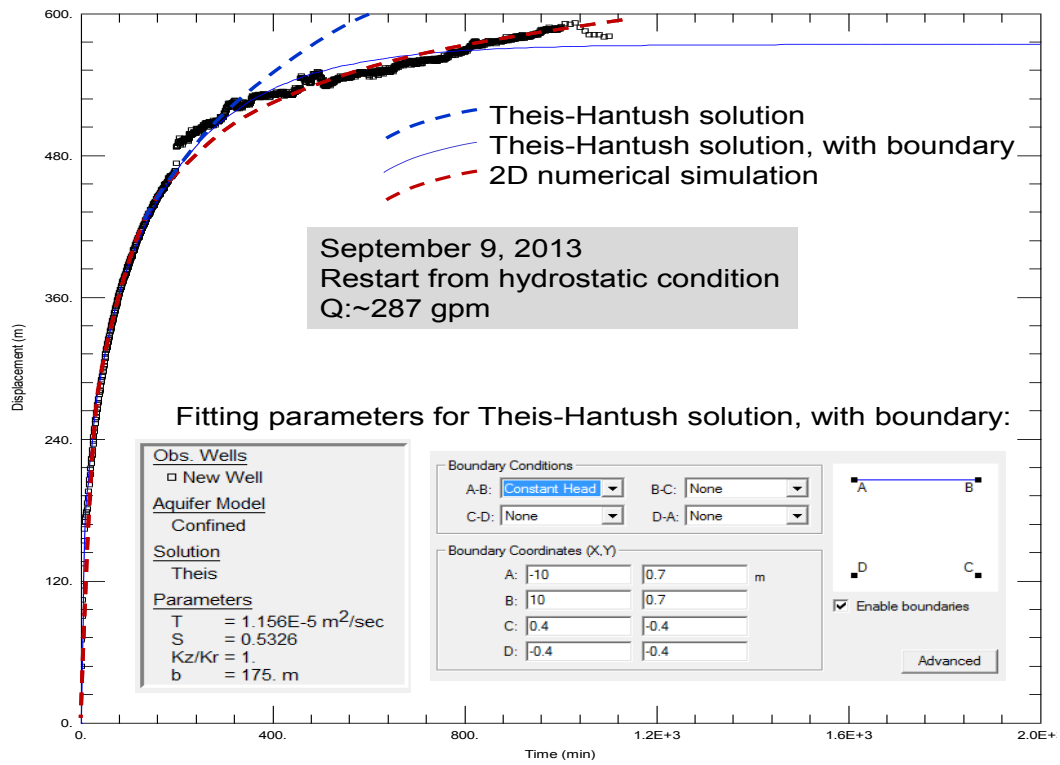 600.
480.
360.
240.
120.
0.
Displacement (m)
Theis-Hantush solution
Theis-Hantush solution, with boundary
2D numerical simulation
September 9, 2013
Restart from hydrostatic condition
Q:~287 gpm
Fitting parameters for Theis-Hantush solution, with boundary:
Obs. Wells
New Well
Aquifer Model
Confined
Solution
Theis
Parameters
T = 1.156E-5 m²/sec
S = 0.5326
Kz/Kr = 1.
b = 175. m
Boundary Conditions
A-B: Constant Head B-C: None
C-D: None D-A: None
Boundary Coordinates (X,Y)
A: -10 0.7 m
B: 10 0.7
C: 0.4 -0.4
D: -0.4 -0.4
A B
D C
Enable boundaries
Advanced
0. 400. 800. 1.2E+3 1.6E+3 2.0E+
Time (min)